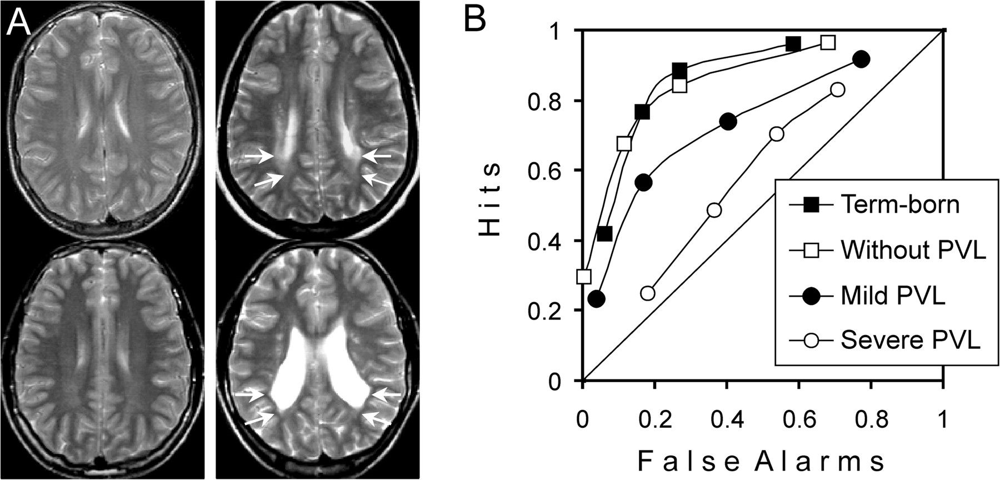 A
B
1
0.8
0.6
0.4
0.2
0
Hits
Term-born
Without PVL
Mild PVL
Severe PVL
0 0.2 0.4 0.6 0.8 1
False Alarms